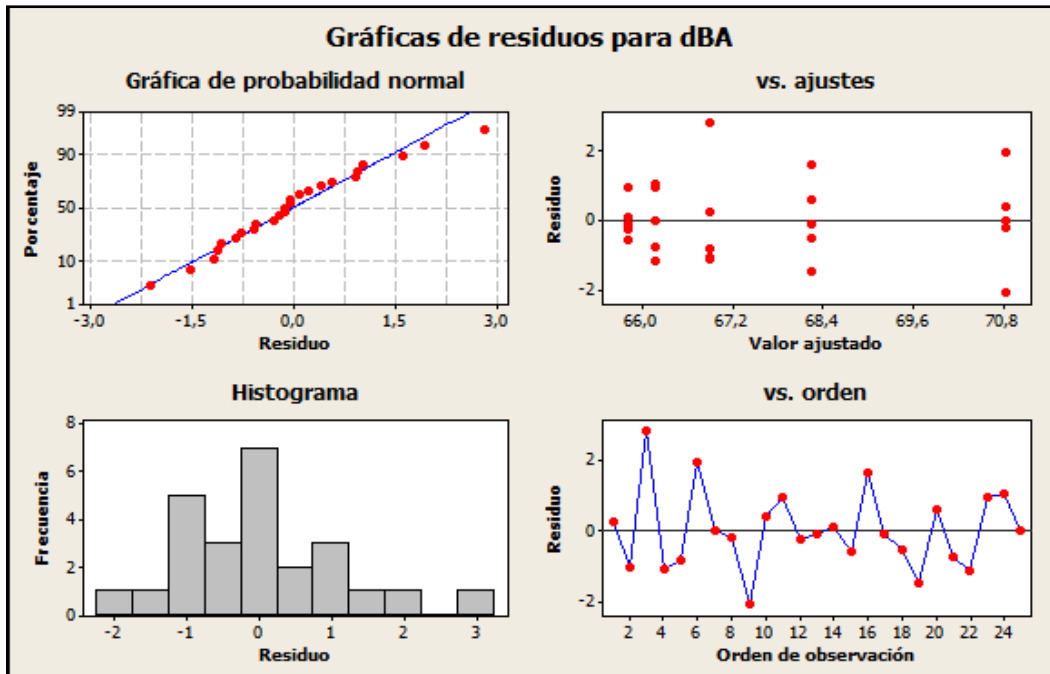 Gráficas de residuos para dBA
Gráfica de probabilidad normal
Porcentaje
99
90
50
10
1
-3,0 -1,5 0,0 1,5 3,0
Residuo
vs. ajustes
Residuo
2
0
-2
66,0 67,2 68,4 69,6 70,8
Valor ajustado
Histograma
Frecuencia
8
6
4
2
0
-2 -1 0 1 2 3
Residuo
vs. orden
Residuo
2
0
-2
2 4 6 8 10 12 14 16 18 20 22 24
Orden de observación